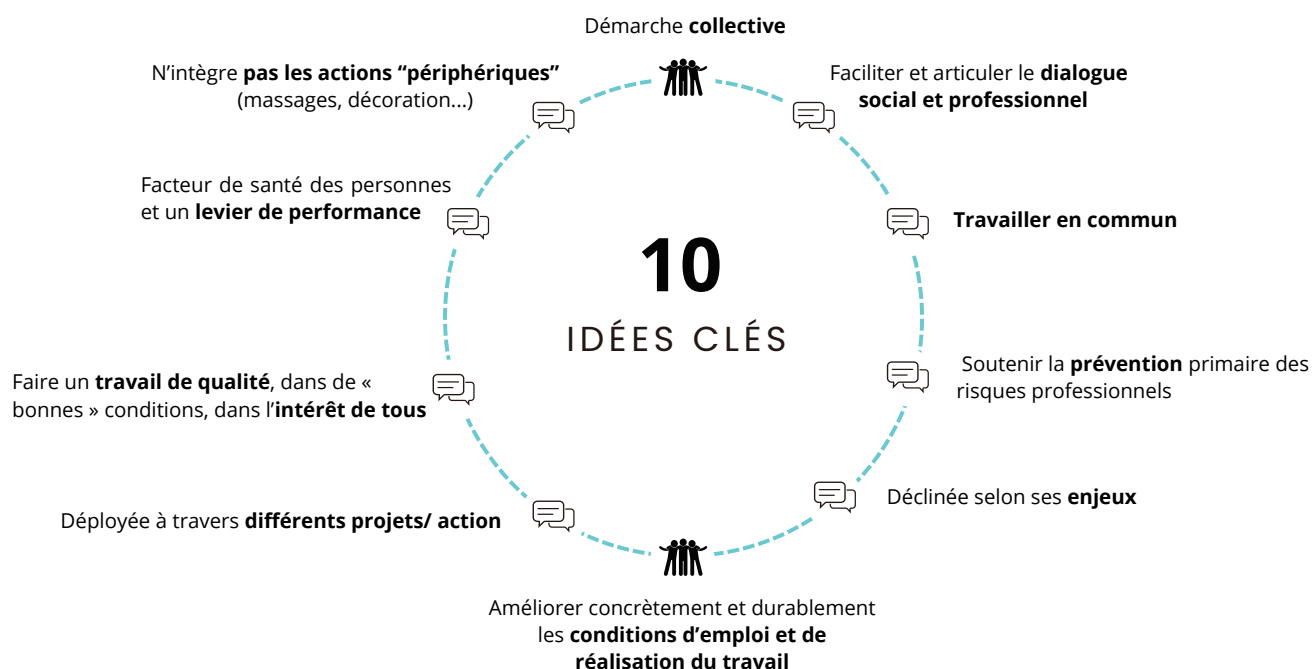 Démarche collective
N’intègre pas les actions “périphériques”
(massages, décoration...)
Faciliter et articuler le dialogue
social et professionnel
Facteur de santé des personnes
et un levier de performance
Travailler en commun
10
IDÉES CLÉS
Faire un travail de qualité, dans de «
bonnes » conditions, dans l’intérêt de tous
Soutenir la prévention primaire des
risques professionnels
Déployée à travers différents projets/ action
Déclinée selon ses enjeux
Améliorer concrètement et durablement
les conditions d’emploi et de
réalisation du travail